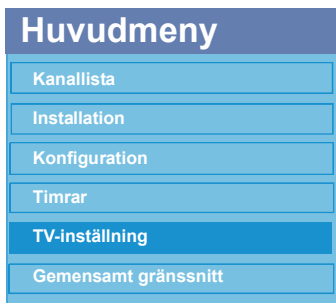 Huvudmeny
Kanallista
Installation
Konfiguration
Timrar
TV-inställning
Gemensamt gränssnitt